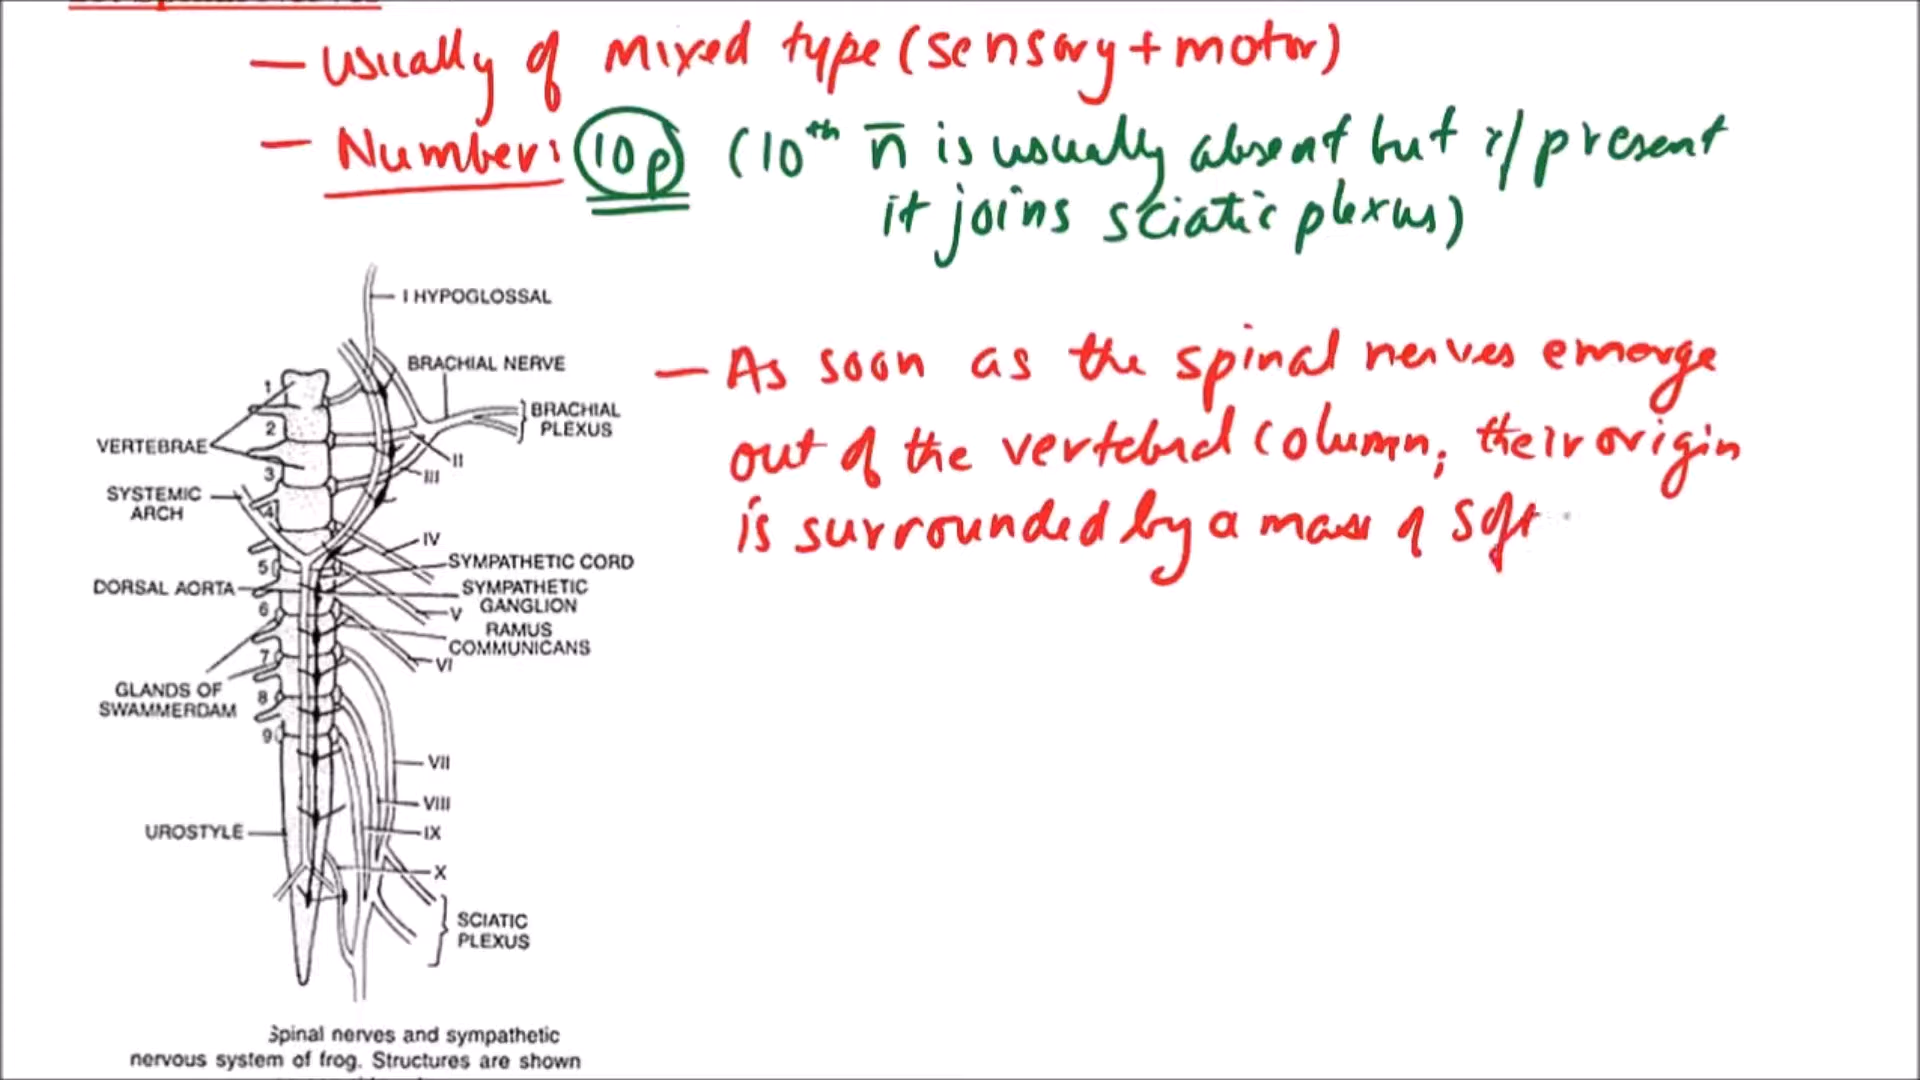 — Usually of mixed type (sensory + motor)
— Number: 10p (10th n̅ is usually absent but if present
it joins sciatic plexus)
— As soon as the spinal nerves emerge
out of the vertebral column, their origin
is surrounded by a mass of soft
I HYPOGLOSSAL
BRACHIAL NERVE
BRACHIAL
PLEXUS
1
2
3
4
5
6
7
8
9
VERTEBRAE
SYSTEMIC
ARCH
DORSAL AORTA
GLANDS OF
SWAMMERDAM
UROSTYLE
II
III
IV
SYMPATHETIC CORD
SYMPATHETIC
GANGLION
V
RAMUS
COMMUNICANS
VI
VII
VIII
IX
X
SCIATIC
PLEXUS
Spinal nerves and sympathetic
nervous system of frog. Structures are shown